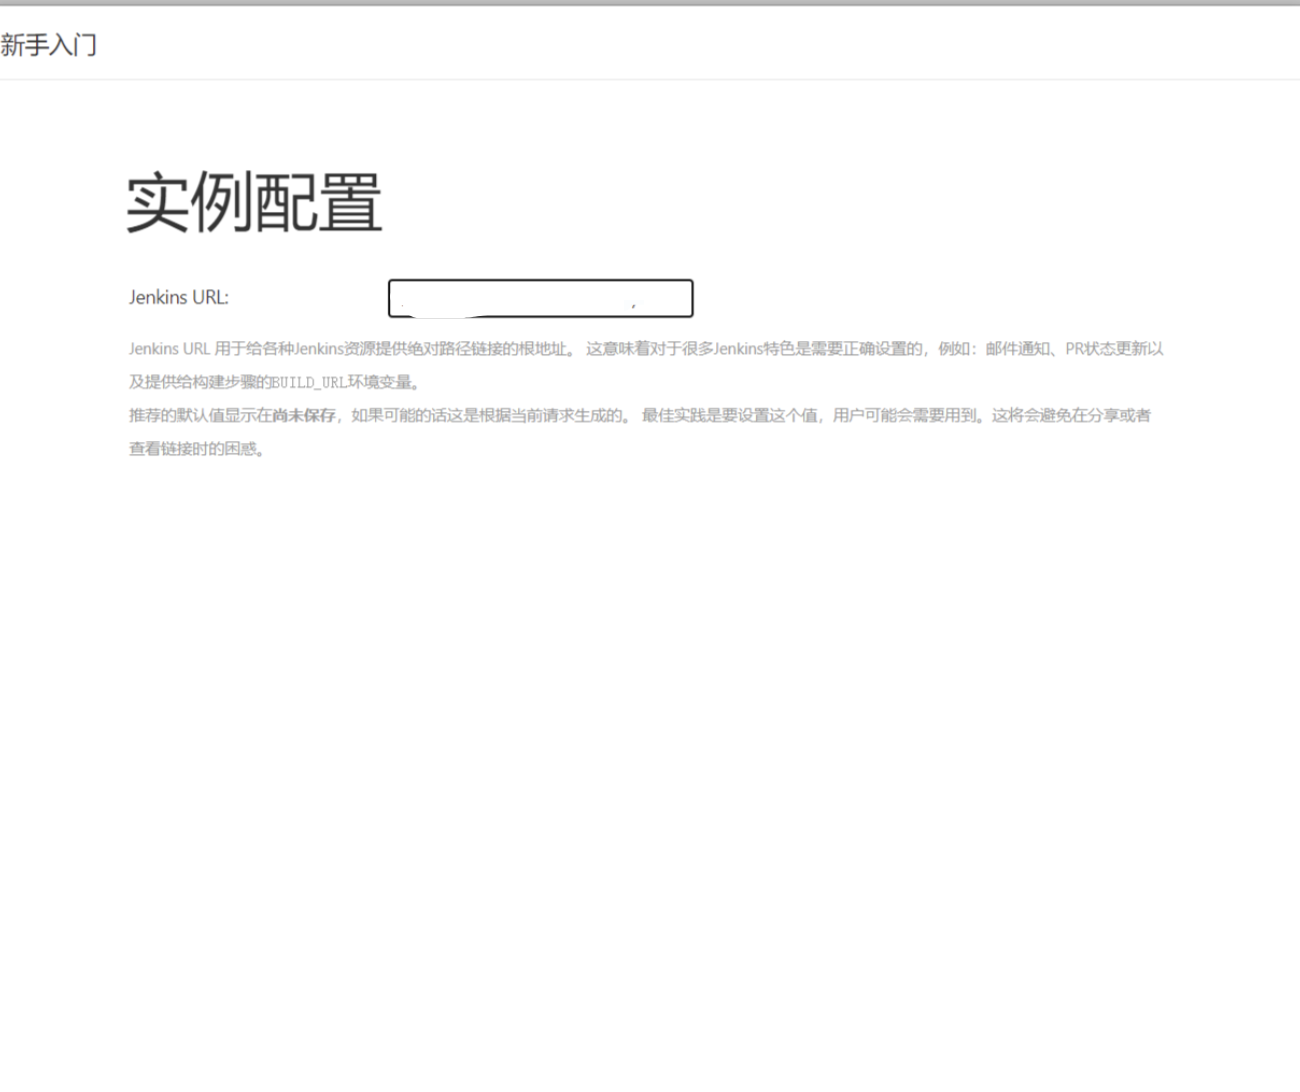 新手入门
实例配置
Jenkins URL:
Jenkins URL 用于给各种Jenkins资源提供绝对路径链接的根地址。 这意味着对于很多Jenkins特色是需要正确设置的，例如：邮件通知、PR状态更新以
及提供给构建步骤的BUILD_URL环境变量。
推荐的默认值显示在尚未保存，如果可能的话这是根据当前请求生成的。 最佳实践是要设置这个值，用户可能会需要用到。这将会避免在分享或者
查看链接时的困惑。